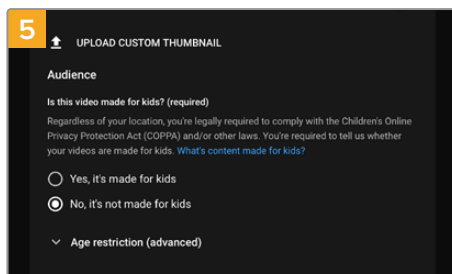 5
UPLOAD CUSTOM THUMBNAIL
Audience
Is this video made for kids? (required)
Regardless of your location, you're legally required to comply with the Children's Online
Privacy Protection Act (COPPA) and/or other laws. You're required to tell us whether
your videos are made for kids. What's content made for kids?
Yes, it's made for kids
No, it's not made for kids
Age restriction (advanced)